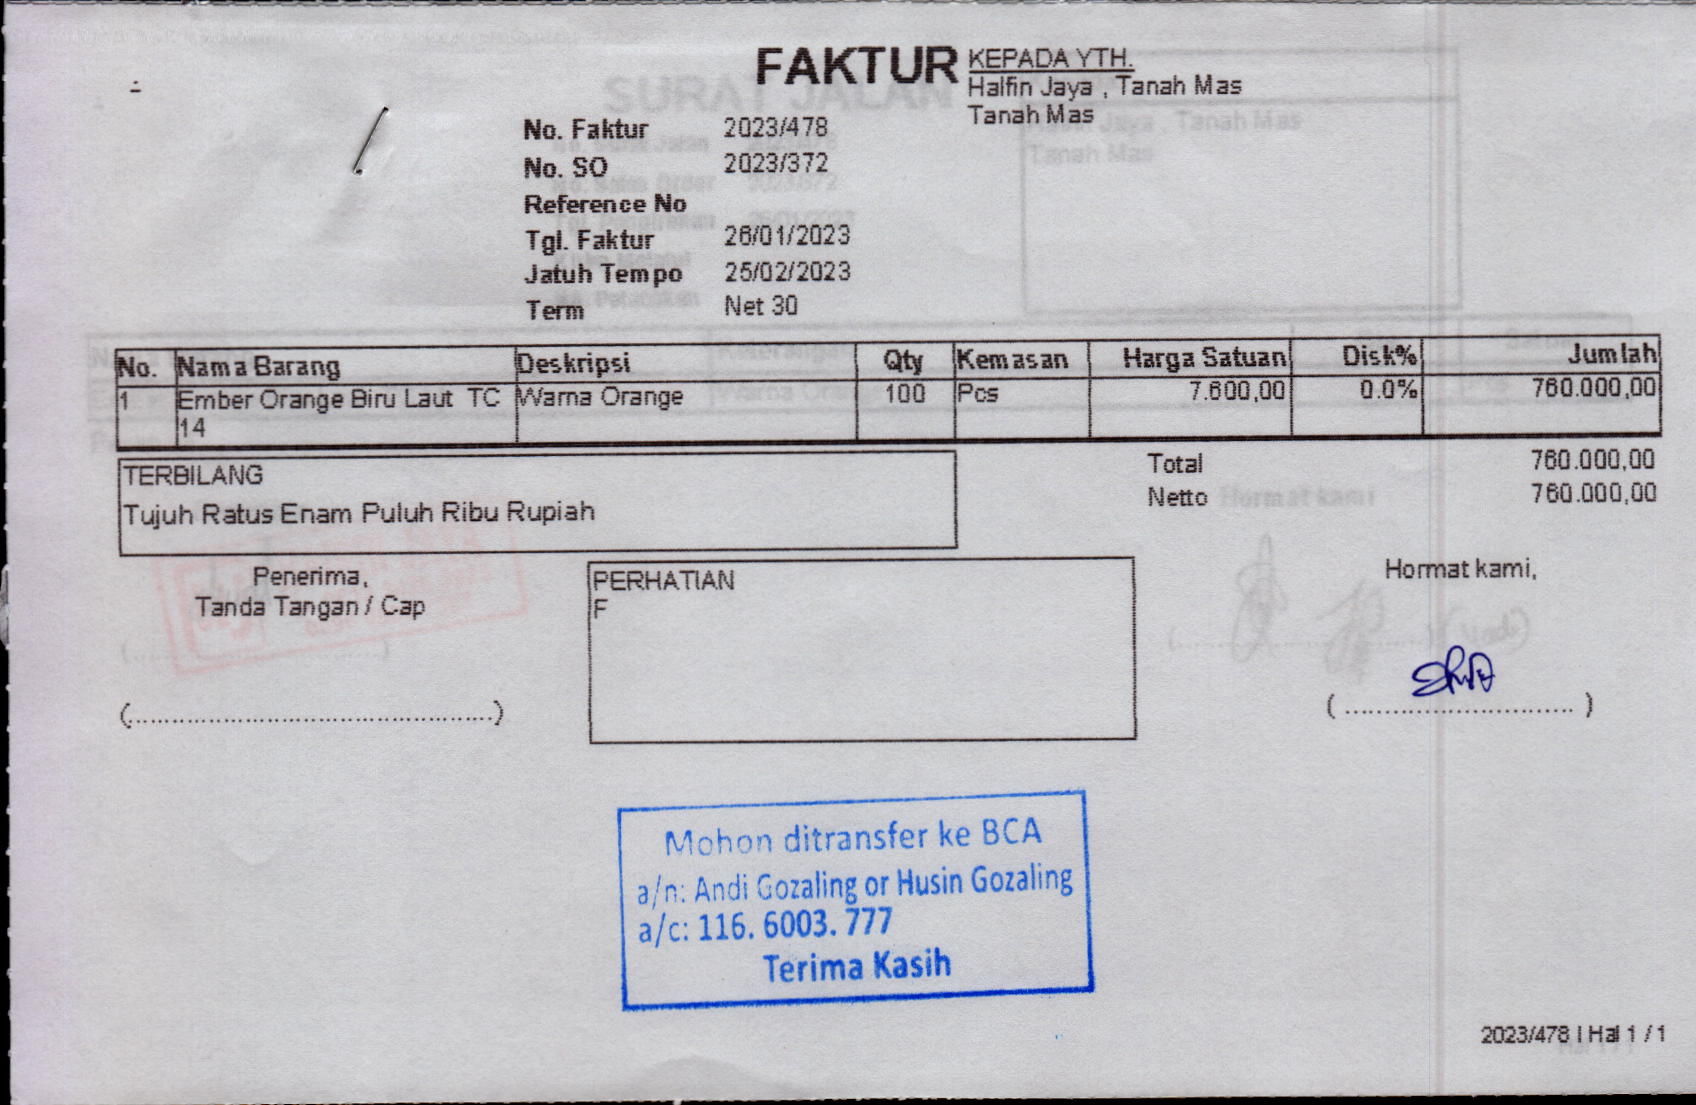 FAKTUR
KEPADA YTH.
Halfin Jaya , Tanah Mas
Tanah Mas
No. Faktur 2023/478
No. SO 2023/372
Reference No
Tgl. Faktur 26/01/2023
Jatuh Tempo 25/02/2023
Term Net 30
No. Nama Barang Deskripsi Qty Kemasan Harga Satuan Disk% Jumlah
1 Ember Orange Biru Laut TC Warna Orange 100 Pcs 7.600,00 0.0% 760.000,00
14
TERBILANG
Tujuh Ratus Enam Puluh Ribu Rupiah
Total 760.000,00
Netto 760.000,00
Penerima,
Tanda Tangan / Cap
(................................................)
PERHATIAN
F
Hormat kami,
( .............................. )
Mohon ditransfer ke BCA
a/n: Andi Gozaling or Husin Gozaling
a/c: 116. 6003. 777
Terima Kasih
2023/478 | Hal 1 / 1
SURAT JALAN